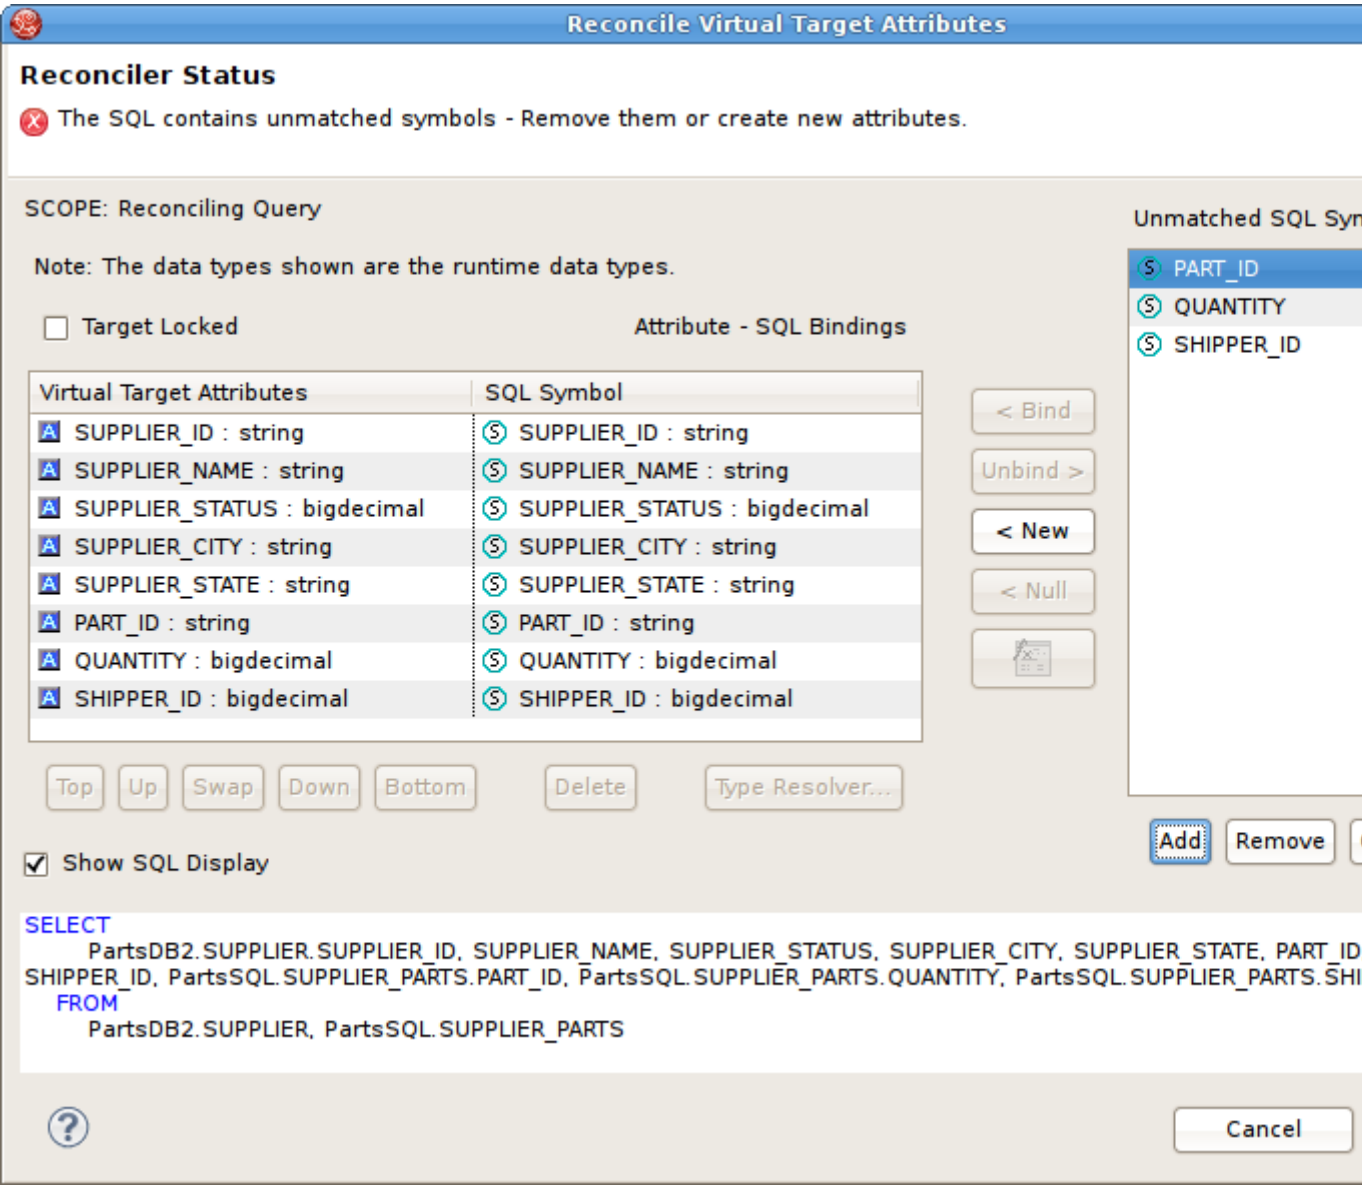 Reconcile Virtual Target Attributes
Reconciler Status
The SQL contains unmatched symbols - Remove them or create new attributes.
SCOPE: Reconciling Query
Unmatched SQL Sym
Note: The data types shown are the runtime data types.
PART_ID
QUANTITY
SHIPPER_ID
Target Locked
Attribute - SQL Bindings
Virtual Target Attributes SQL Symbol
A SUPPLIER_ID : string S SUPPLIER_ID : string
A SUPPLIER_NAME : string S SUPPLIER_NAME : string
A SUPPLIER_STATUS : bigdecimal S SUPPLIER_STATUS : bigdecimal
A SUPPLIER_CITY : string S SUPPLIER_CITY : string
A SUPPLIER_STATE : string S SUPPLIER_STATE : string
A PART_ID : string S PART_ID : string
A QUANTITY : bigdecimal S QUANTITY : bigdecimal
A SHIPPER_ID : bigdecimal S SHIPPER_ID : bigdecimal
< Bind
Unbind >
< New
< Null
Top Up Swap Down Bottom Delete Type Resolver...
Add Remove
Show SQL Display
SELECT
PartsDB2.SUPPLIER.SUPPLIER_ID, SUPPLIER_NAME, SUPPLIER_STATUS, SUPPLIER_CITY, SUPPLIER_STATE, PART_ID
SHIPPER_ID, PartsSQL.SUPPLIER_PARTS.PART_ID, PartsSQL.SUPPLIER_PARTS.QUANTITY, PartsSQL.SUPPLIER_PARTS.SHI
FROM
PartsDB2.SUPPLIER, PartsSQL.SUPPLIER_PARTS
?
Cancel